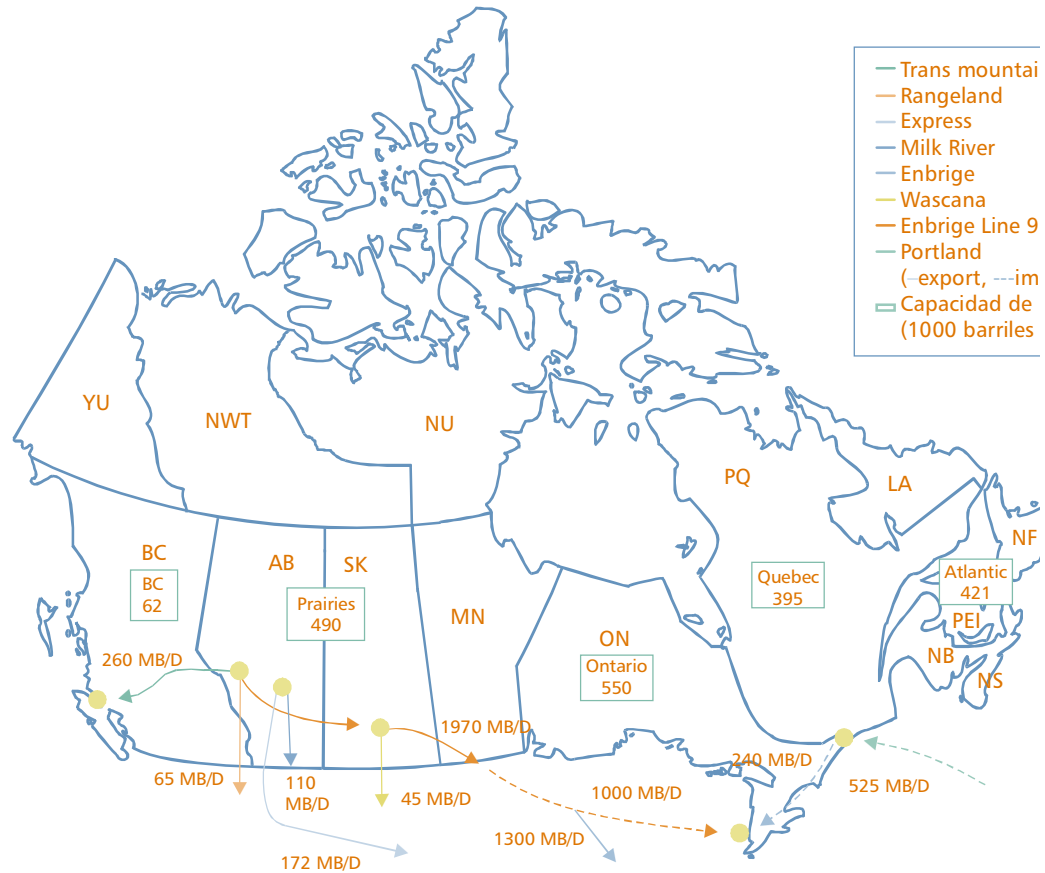 Trans mountai
Rangeland
Express
Milk River
Enbrige
Wascana
Enbrige Line 9
Portland
(—export, ---im
Capacidad de
(1000 barriles
YU
NWT
NU
PQ
LA
NF
BC
AB
SK
MN
ON
PEI
NB
NS
BC
62
Prairies
490
Ontario
550
Quebec
395
Atlantic
421
260 MB/D
65 MB/D
110
MB/D
172 MB/D
45 MB/D
1970 MB/D
1000 MB/D
1300 MB/D
240 MB/D
525 MB/D